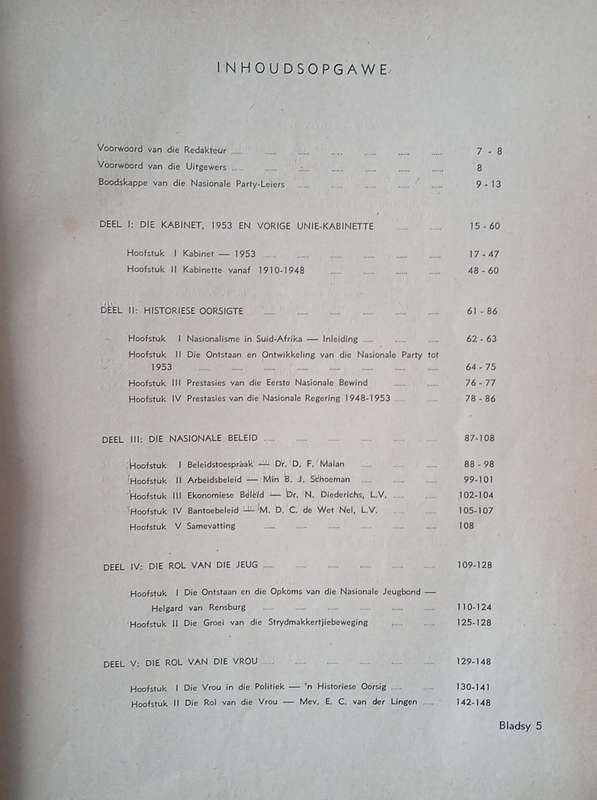 INHOUDSOPGAWE
Voorwoord van die Redakteur ..... ..... ..... ..... ..... ..... 7 - 8
Voorwoord van die Uitgewers ..... ..... ..... ..... ..... ..... 8
Boodskappe van die Nasionale Party-Leiers ..... ..... ..... ..... ..... 9 - 13
DEEL I: DIE KABINET, 1953 EN VORIGE UNIE-KABINETTE ..... ..... 15 - 60
Hoofstuk I Kabinet — 1953 ..... ..... ..... ..... ..... ..... 17 - 47
Hoofstuk II Kabinette vanaf 1910-1948 ..... ..... ..... ..... 48 - 60
DEEL II: HISTORIESE OORSIGTE ..... ..... ..... ..... ..... ..... 61 - 86
Hoofstuk I Nasionalisme in Suid-Afrika — Inleiding ..... ..... ..... 62 - 63
Hoofstuk II Die Ontstaan en Ontwikkeling van die Nasionale Party tot
1953 ..... ..... ..... ..... ..... ..... ..... ..... 64 - 75
Hoofstuk III Prestasies van die Eerste Nasionale Bewind ..... ..... 76 - 77
Hoofstuk IV Prestasies van die Nasionale Regering 1948-1953 ..... ..... 78 - 86
DEEL III: DIE NASIONALE BELEID ..... ..... ..... ..... ..... ..... 87-108
Hoofstuk I Beleidstoespraak — Dr. D. F. Malan ..... ..... ..... 88 - 98
Hoofstuk II Arbeidsbeleid — Min B. J. Schoeman ..... ..... ..... 99-101
Hoofstuk III Ekonomiese Beleid — Dr. N. Diederichs, L.V. ..... ..... 102-104
Hoofstuk IV Bantoebeleid — M. D. C. de Wet Nel, L.V. ..... ..... 105-107
Hoofstuk V Samevatting ..... ..... ..... ..... ..... ..... 108
DEEL IV: DIE ROL VAN DIE JEUG ..... ..... ..... ..... ..... ..... 109-128
Hoofstuk I Die Ontstaan en die Opkoms van die Nasionale Jeugbond —
Helgard van Rensburg ..... ..... ..... ..... ..... ..... 110-124
Hoofstuk II Die Groei van die Strydmakkertjiebeweging ..... ..... 125-128
DEEL V: DIE ROL VAN DIE VROU ..... ..... ..... ..... ..... ..... 129-148
Hoofstuk I Die Vrou in die Politiek — 'n Historiese Oorsig ..... ..... 130-141
Hoofstuk II Die Rol van die Vrou — Mev. E. C. van der Lingen ..... 142-148
Bladsy 5